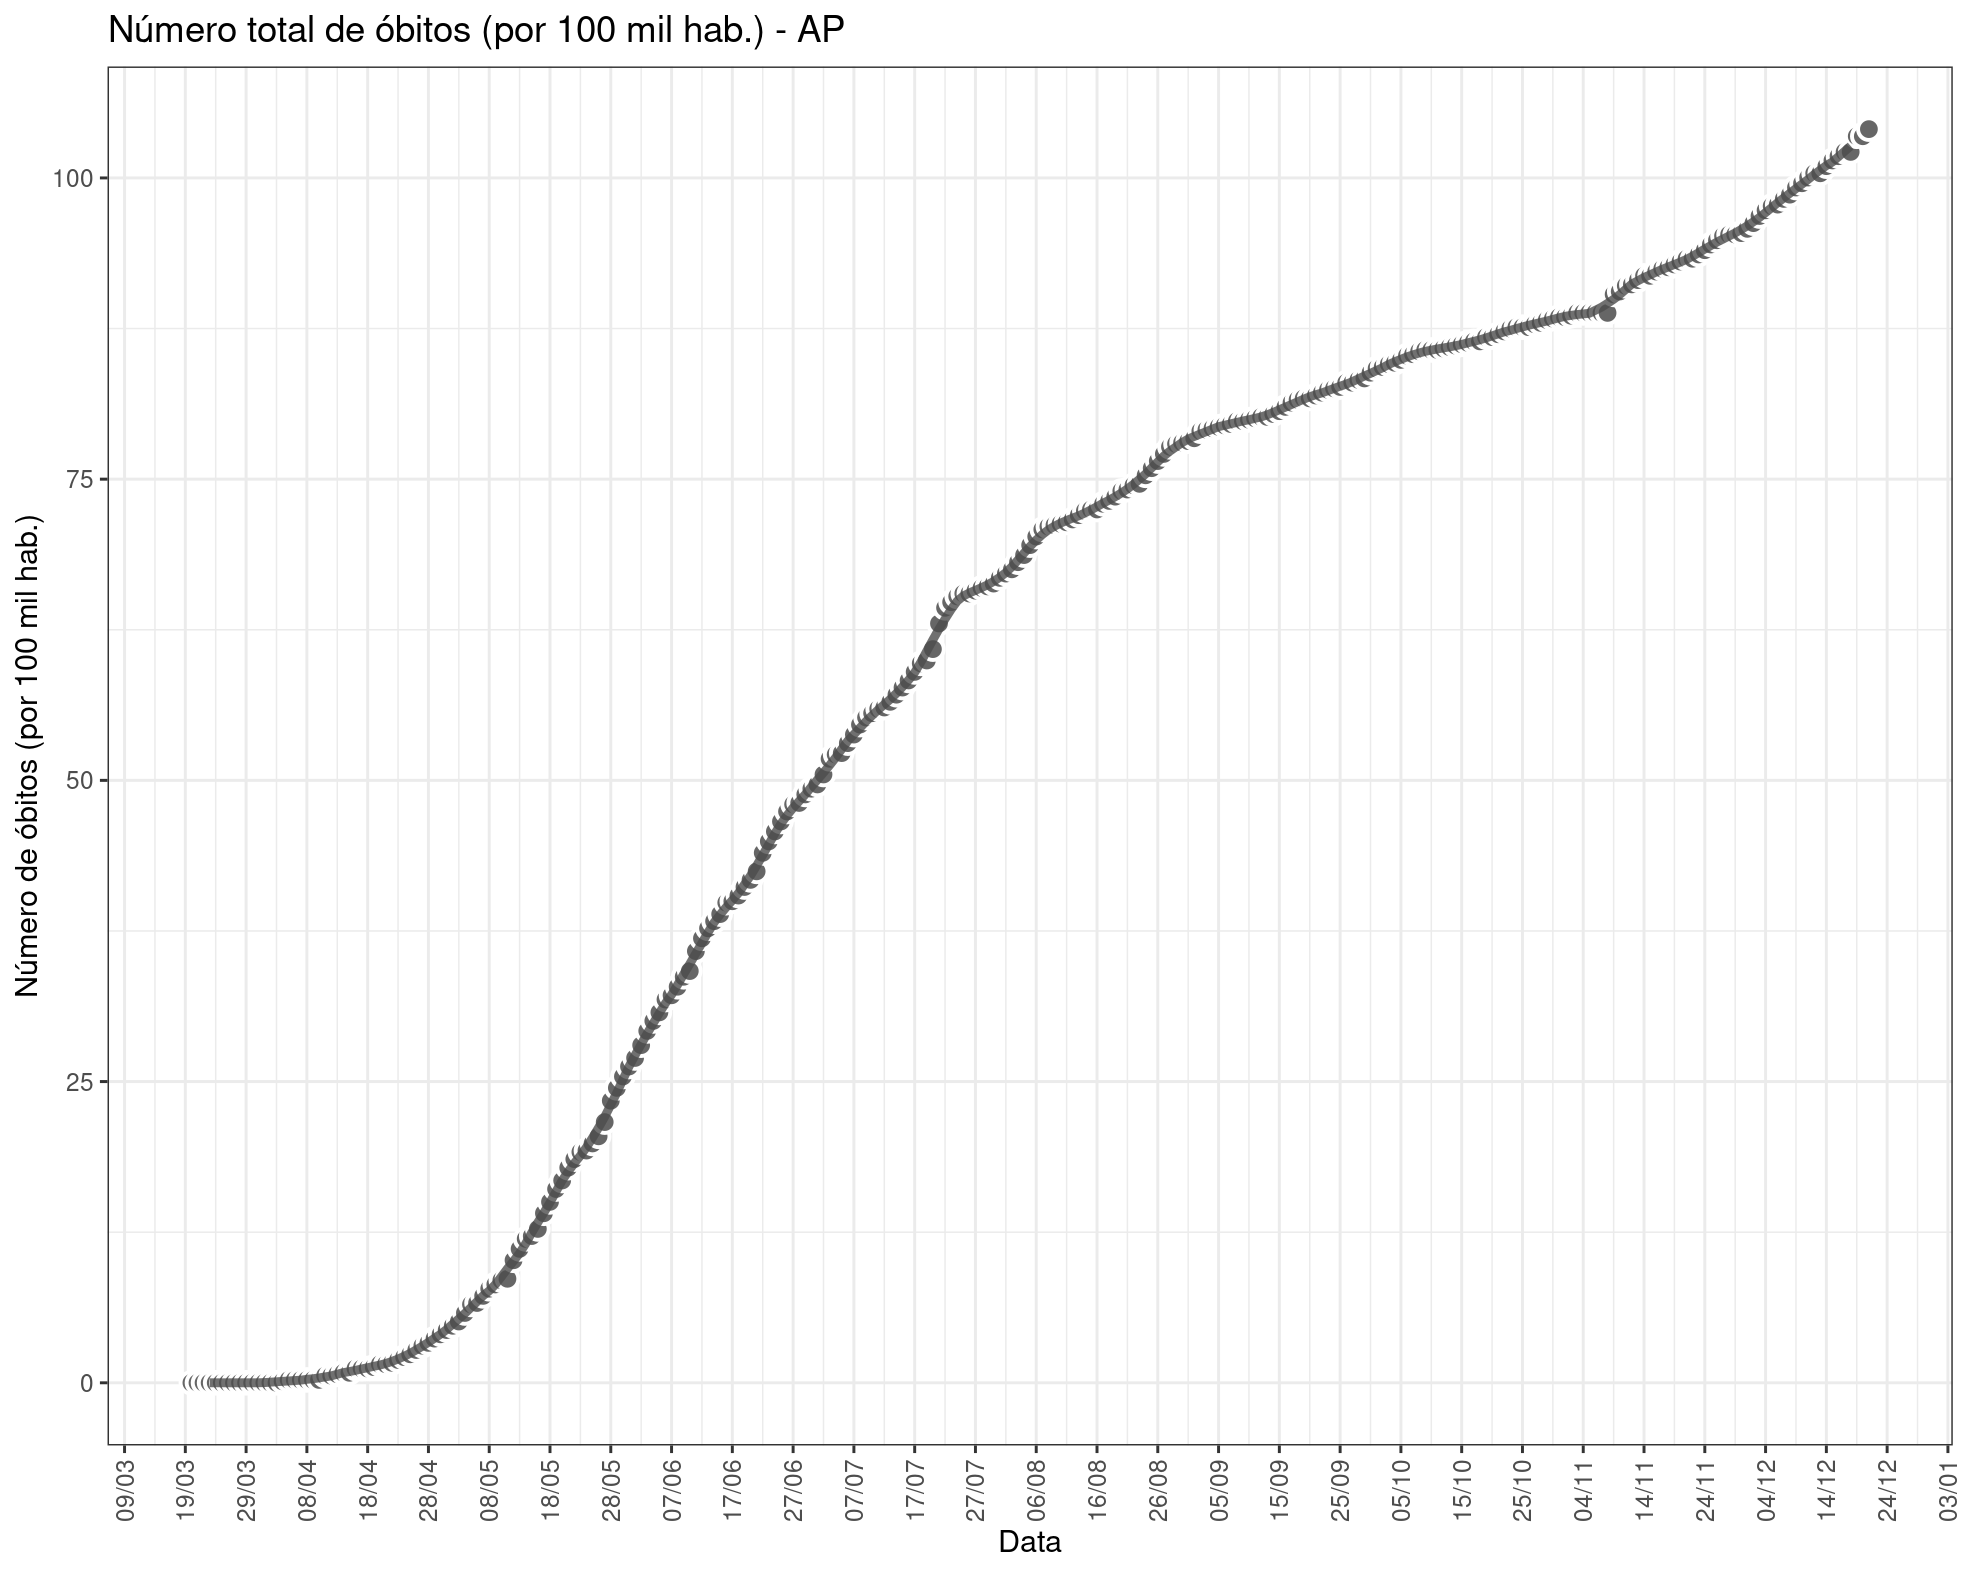 Número total de óbitos (por 100 mil hab.) - AP
Número de óbitos (por 100 mil hab.)
100
75
50
25
0
09/03 19/03 29/03 08/04 18/04 28/04 08/05 18/05 28/05 07/06 17/06 27/06 07/07 17/07 27/07 06/08 16/08 26/08 05/09 15/09 25/09 05/10 15/10 25/10 04/11 14/11 24/11 04/12 14/12 24/12 03/01
Data